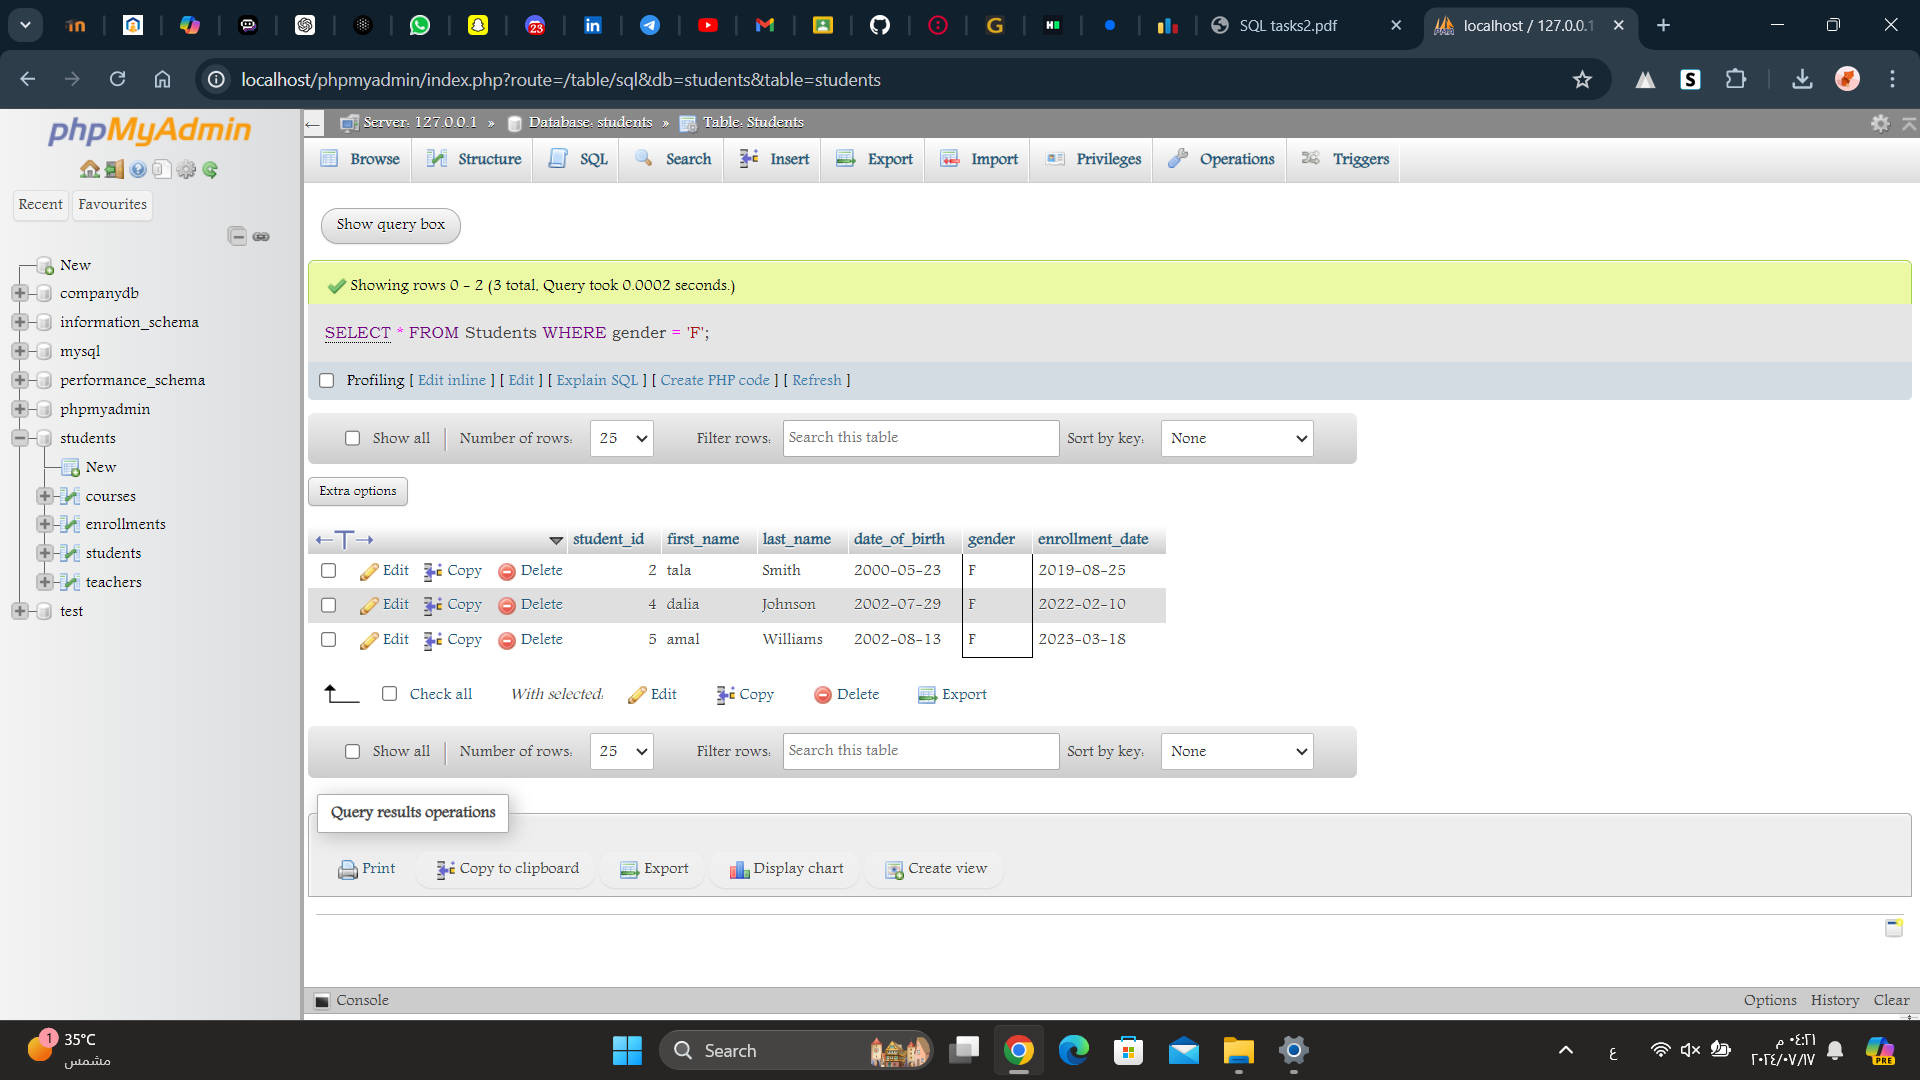 SQL tasks2.pdf
localhost / 127.0.0.1
localhost/phpmyadmin/index.php?route=/table/sql&db=students&table=students
phpMyAdmin
Recent
Favourites
New
companydb
information_schema
mysql
performance_schema
phpmyadmin
students
New
courses
enrollments
students
teachers
test
Server: 127.0.0.1 » Database: students » Table: Students
Browse Structure SQL Search Insert Export Import Privileges Operations Triggers
Show query box
Showing rows 0 - 2 (3 total, Query took 0.0002 seconds.)
SELECT * FROM Students WHERE gender = 'F';
Profiling [ Edit inline ] [ Edit ] [ Explain SQL ] [ Create PHP code ] [ Refresh ]
Show all Number of rows: 25 Filter rows: Search this table Sort by key: None
Extra options
student_id first_name last_name date_of_birth gender enrollment_date
Edit Copy Delete 2 tala Smith 2000-05-23 F 2019-08-25
Edit Copy Delete 4 dalia Johnson 2002-07-29 F 2022-02-10
Edit Copy Delete 5 amal Williams 2002-08-13 F 2023-03-18
Check all With selected: Edit Copy Delete Export
Show all Number of rows: 25 Filter rows: Search this table Sort by key: None
Query results operations
Print Copy to clipboard Export Display chart Create view
Console
Options History Clear
1
35°C
مشمس
Search
ع
٠٤:٢١ م
٢٠٢٤/٠٧/١٧
PRE
23